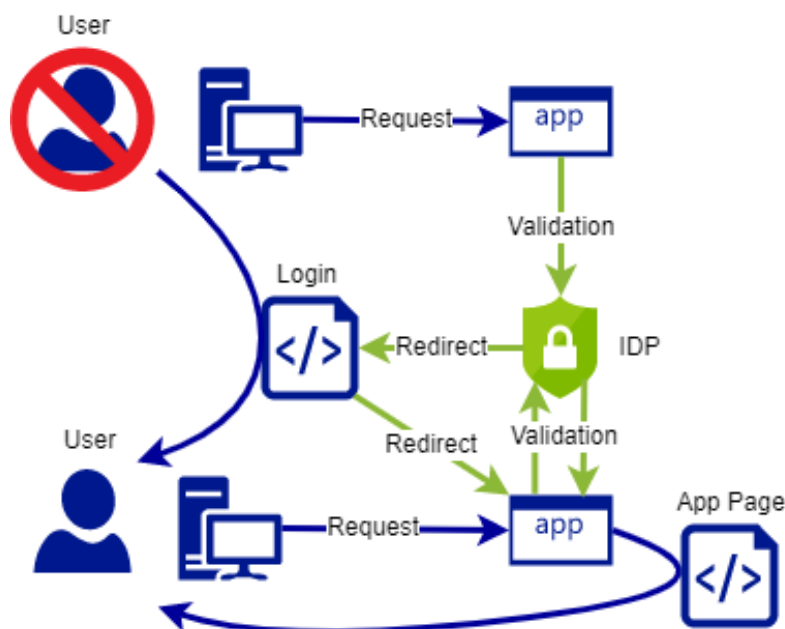 User
Request
app
Validation
Login
</>
Redirect
IDP
User
Redirect
Validation
App Page
Request
app
</>